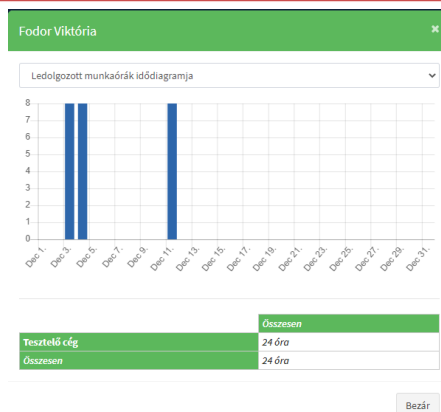 Fodor Viktória ×
Ledolgozott munkaórák idődiagramja
8
7
6
5
4
3
2
1
0
Dec 1. Dec 3. Dec 5. Dec 7. Dec 9. Dec 11. Dec 13. Dec 15. Dec 17. Dec 19. Dec 21. Dec 23. Dec 25. Dec 27. Dec 29. Dec 31.
Összesen
Tesztelő cég 24 óra
Összesen 24 óra
Bezár